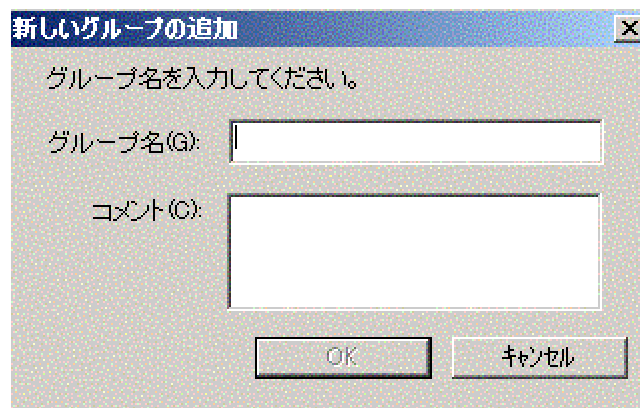 新しいグループの追加
グループ名を入力してください。
グループ名(G):
コメント(C):
OK キャンセル